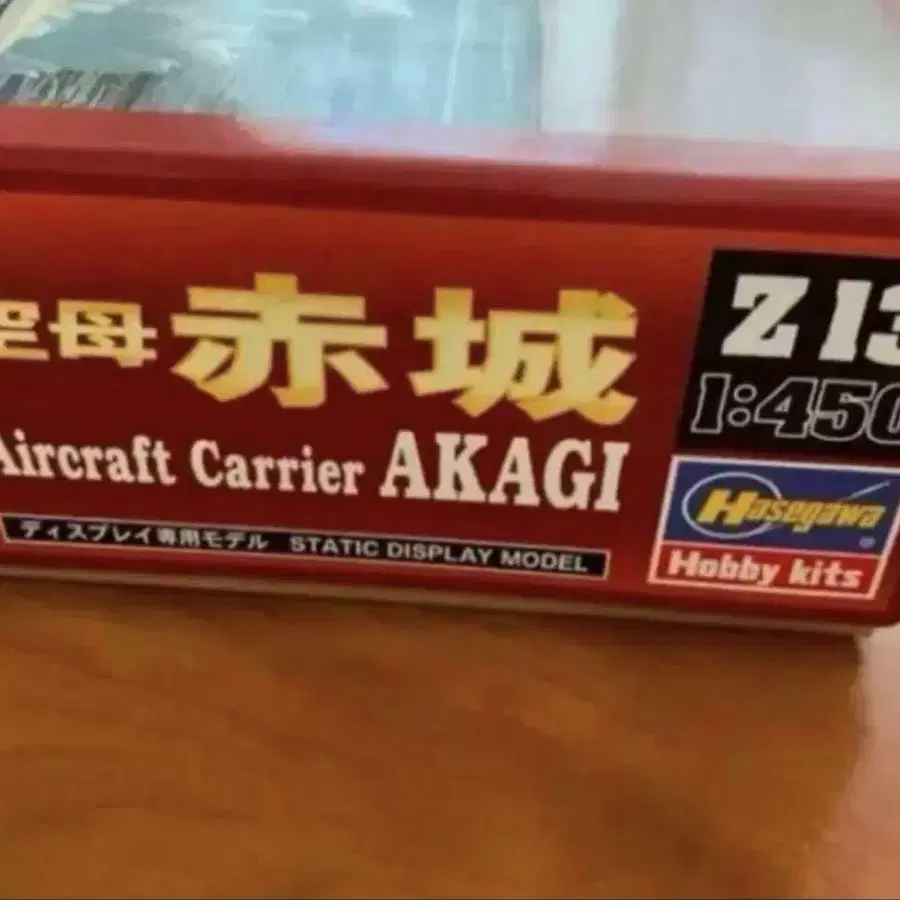 空母 赤城
Aircraft Carrier AKAGI
ディスプレイ専用モデル STATIC DISPLAY MODEL
Z13
1:450
Hasegawa
Hobby kits